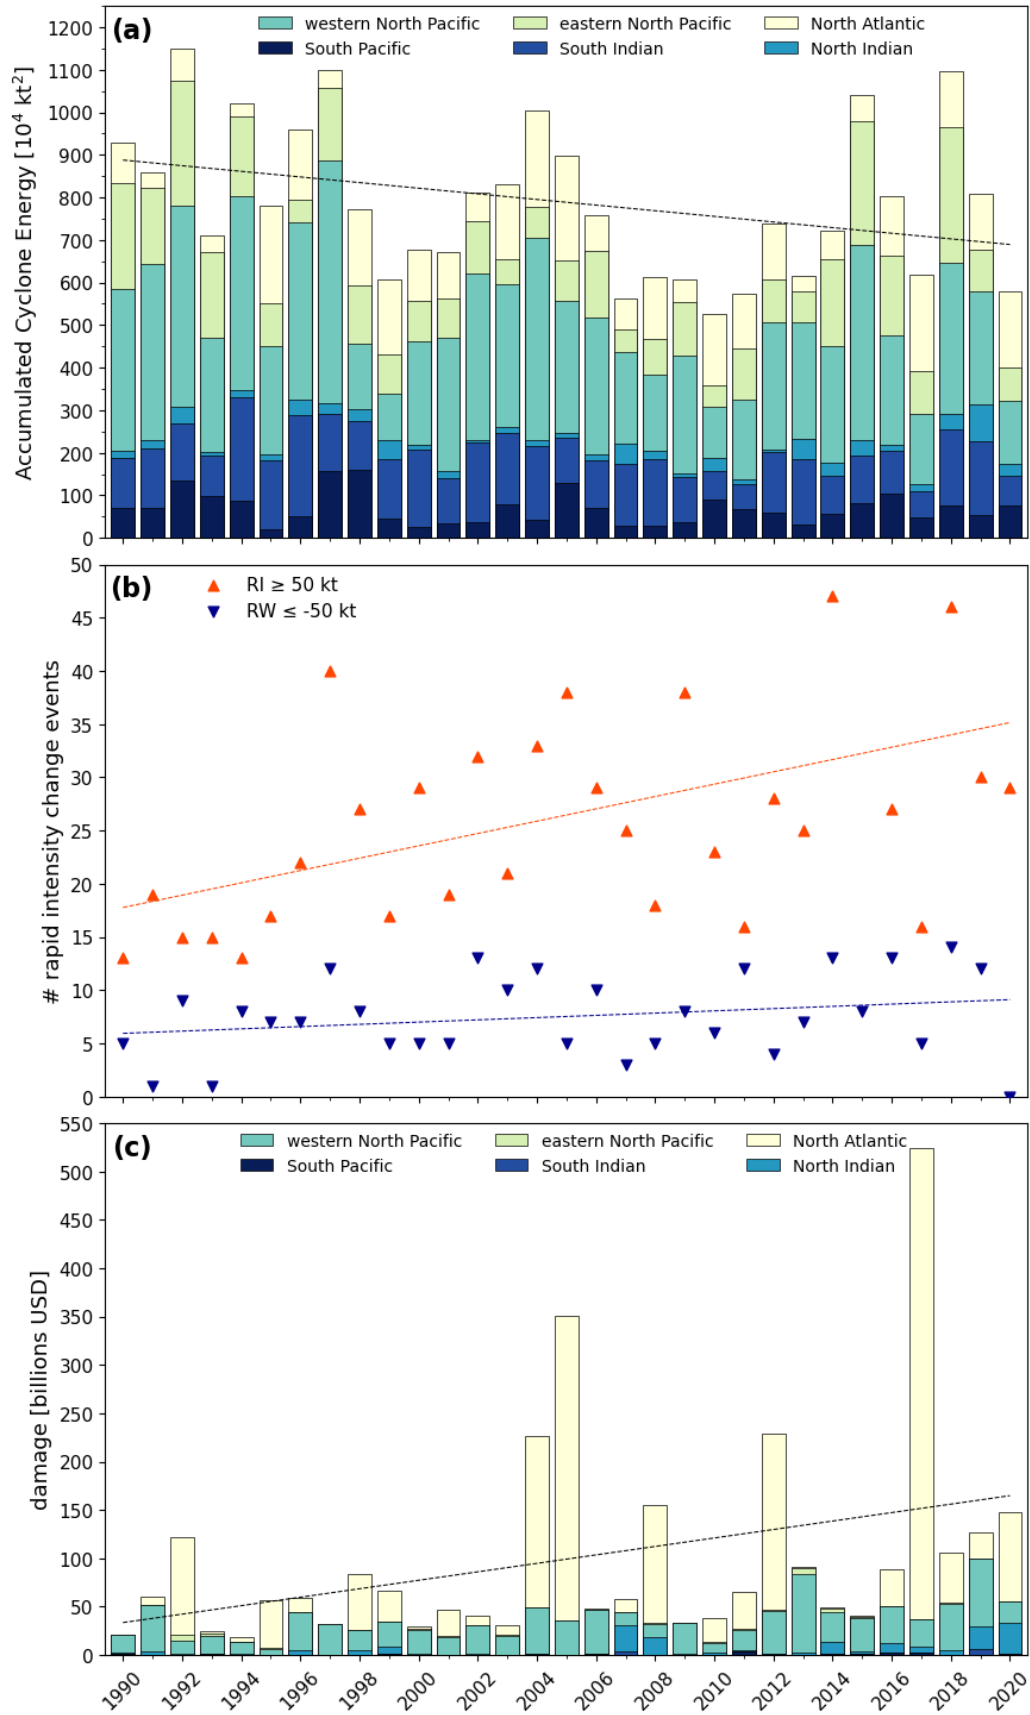 (a)
western North Pacific
eastern North Pacific
North Atlantic
South Pacific
South Indian
North Indian
Accumulated Cyclone Energy [10⁴ kt²]
1200
1100
1000
900
800
700
600
500
400
300
200
100
0
(b)
RI ≥ 50 kt
RW ≤ -50 kt
# rapid intensity change events
50
45
40
35
30
25
20
15
10
5
0
(c)
western North Pacific
eastern North Pacific
North Atlantic
South Pacific
South Indian
North Indian
damage [billions USD]
550
500
450
400
350
300
250
200
150
100
50
0
1990
1992
1994
1996
1998
2000
2002
2004
2006
2008
2010
2012
2014
2016
2018
2020